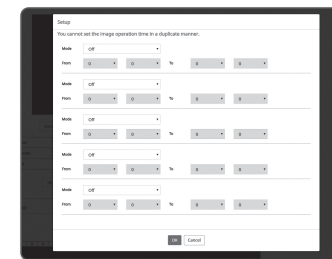 Setup
You cannot set the image operation time in a duplicate manner.
Mode Off
From 0 0 To 0 0
Mode Off
From 0 0 To 0 0
Mode Off
From 0 0 To 0 0
Mode Off
From 0 0 To 0 0
Mode Off
From 0 0 To 0 0
OK Cancel